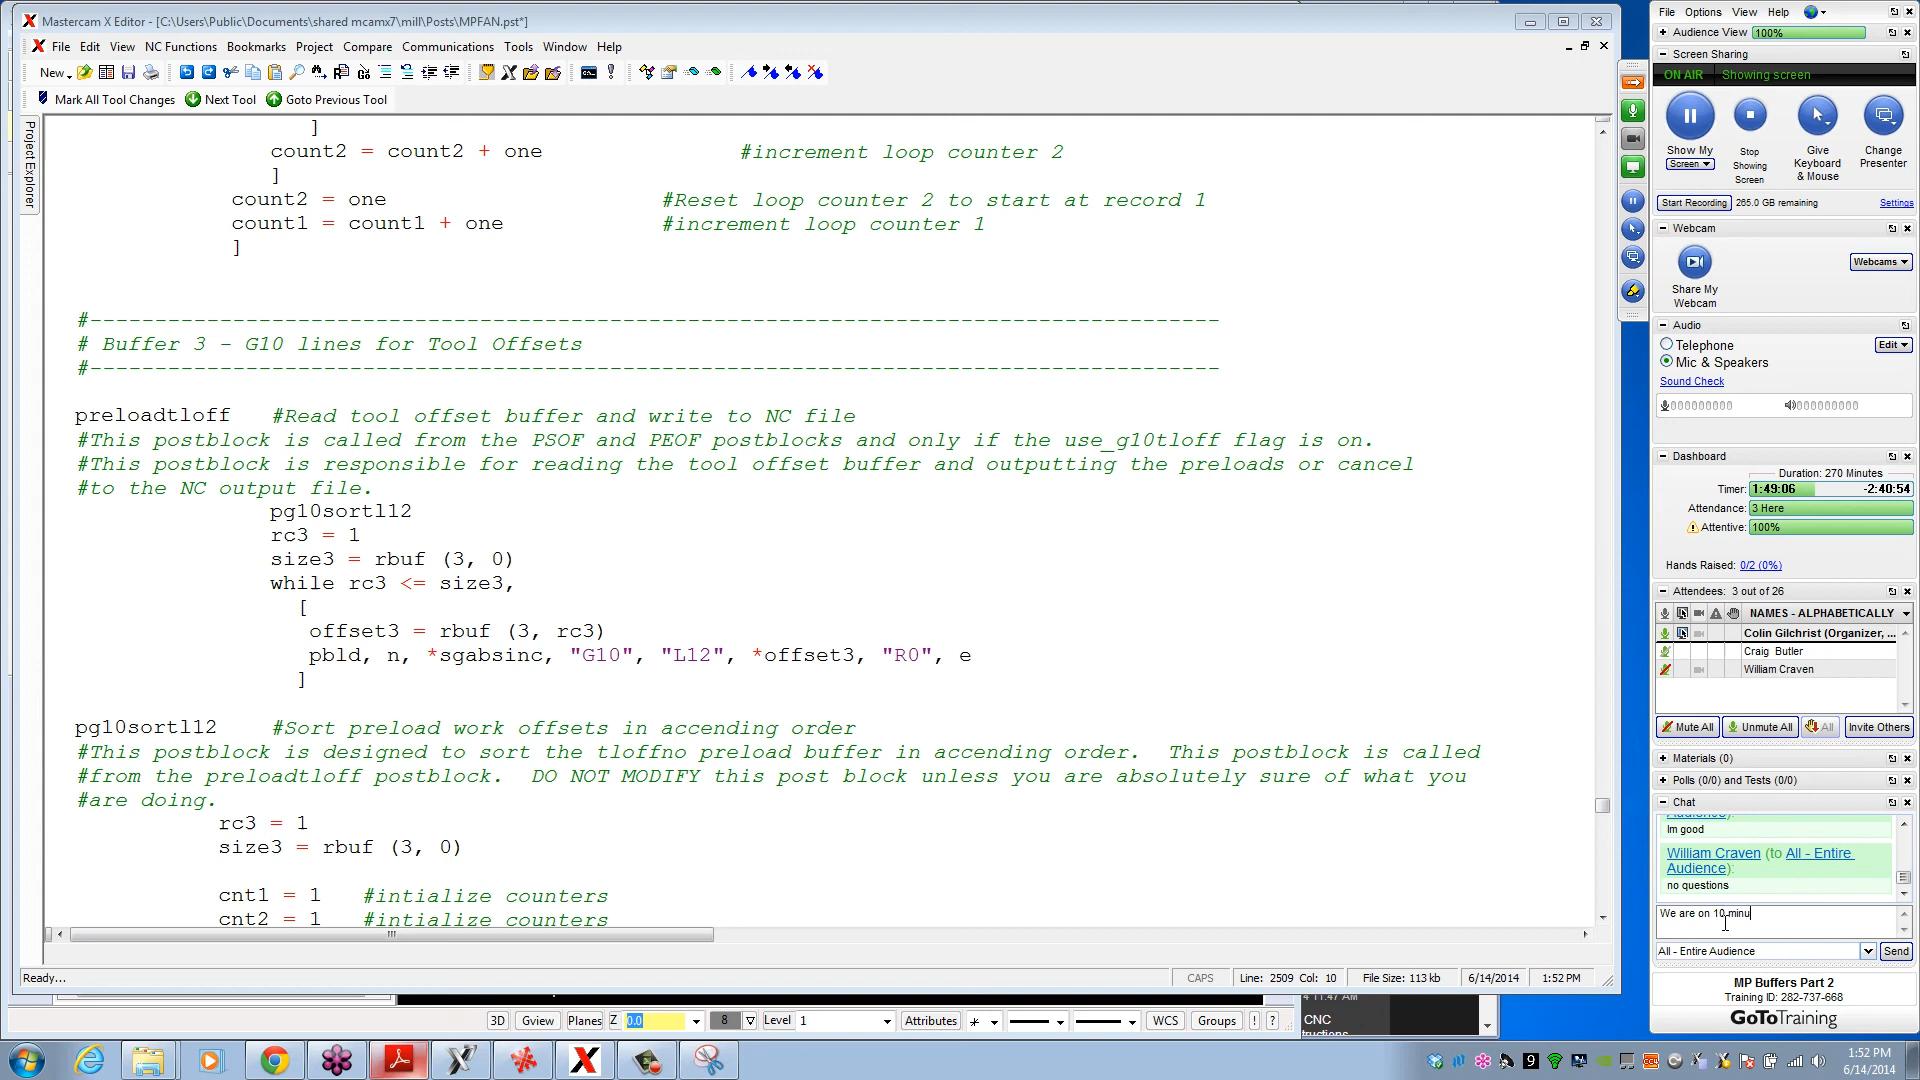 Mastercam X Editor - [C:\Users\Public\Documents\shared mcamx7\mill\Posts\MPFAN.pst*]
File Edit View NC Functions Bookmarks Project Compare Communications Tools Window Help
New
Mark All Tool Changes Next Tool Goto Previous Tool
Project Explorer
]
count2 = count2 + one #increment loop counter 2
]
count2 = one #Reset loop counter 2 to start at record 1
count1 = count1 + one #increment loop counter 1
]
#---------------------------------------------------------------------------------------
# Buffer 3 - G10 lines for Tool Offsets
#---------------------------------------------------------------------------------------
preloadtloff #Read tool offset buffer and write to NC file
#This postblock is called from the PSOF and PEOF postblocks and only if the use_g10tloff flag is on.
#This postblock is responsible for reading the tool offset buffer and outputting the preloads or cancel
#to the NC output file.
pg10sortl12
rc3 = 1
size3 = rbuf (3, 0)
while rc3 <= size3,
[
offset3 = rbuf (3, rc3)
pbld, n, *sgabsinc, "G10", "L12", *offset3, "R0", e
]
pg10sortl12 #Sort preload work offsets in accending order
#This postblock is designed to sort the tloffno preload buffer in accending order. This postblock is called
#from the preloadtloff postblock. DO NOT MODIFY this post block unless you are absolutely sure of what you
#are doing.
rc3 = 1
size3 = rbuf (3, 0)
cnt1 = 1 #intialize counters
cnt2 = 1 #intialize counters
Ready... CAPS Line: 2509 Col: 10 File Size: 113 kb 6/14/2014 1:52 PM
4 11:47 AM
CNC
3D Gview Planes Z 0.0 8 Level 1 Attributes WCS Groups ! ?
File Options View Help
Audience View 100%
Screen Sharing
ON AIR Showing screen
Show My Screen
Stop Showing Screen
Give Keyboard & Mouse
Change Presenter
Start Recording 265.0 GB remaining Settings
Webcam
Webcams
Share My Webcam
Audio
Telephone Edit
Mic & Speakers
Sound Check
Dashboard
Duration: 270 Minutes
Timer: 1:49:06 -2:40:54
Attendance: 3 Here
Attentive: 100%
Hands Raised: 0/2 (0%)
Attendees: 3 out of 26
NAMES - ALPHABETICALLY
Colin Gilchrist (Organizer, ...
Craig Butler
William Craven
Mute All Unmute All All Invite Others
Materials (0)
Polls (0/0) and Tests (0/0)
Chat
Audience):
Im good
William Craven (to All - Entire
Audience):
no questions
We are on 10 minu
All - Entire Audience Send
MP Buffers Part 2
Training ID: 282-737-668
GoToTraining
1:52 PM
6/14/2014